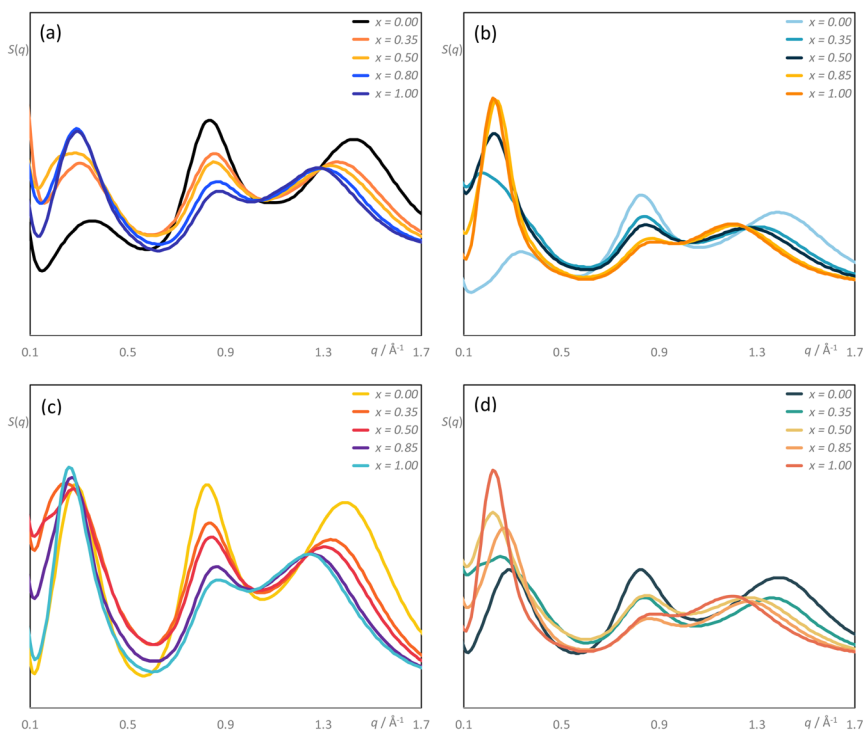 (a)
S(q)
x = 0.00
x = 0.35
x = 0.50
x = 0.80
x = 1.00
0.1 0.5 0.9 1.3 q / Å⁻¹ 1.7
(b)
S(q)
x = 0.00
x = 0.35
x = 0.50
x = 0.85
x = 1.00
0.1 0.5 0.9 1.3 q / Å⁻¹ 1.7
(c)
S(q)
x = 0.00
x = 0.35
x = 0.50
x = 0.85
x = 1.00
0.1 0.5 0.9 1.3 q / Å⁻¹ 1.7
(d)
S(q)
x = 0.00
x = 0.35
x = 0.50
x = 0.85
x = 1.00
0.1 0.5 0.9 1.3 q / Å⁻¹ 1.7